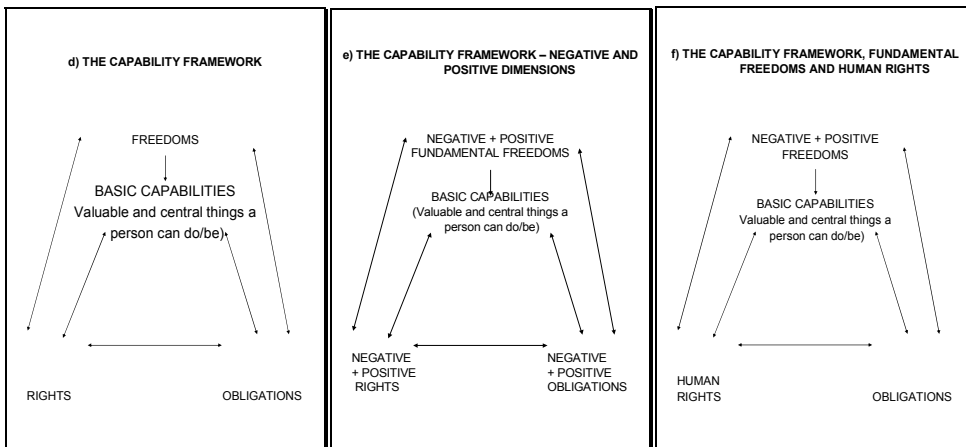 d) THE CAPABILITY FRAMEWORK
FREEDOMS
BASIC CAPABILITIES
Valuable and central things a
person can do/be)
RIGHTS
OBLIGATIONS
e) THE CAPABILITY FRAMEWORK – NEGATIVE AND
POSITIVE DIMENSIONS
NEGATIVE + POSITIVE
FUNDAMENTAL FREEDOMS
BASIC CAPABILITIES
(Valuable and central things a
person can do/be)
NEGATIVE
+ POSITIVE
RIGHTS
NEGATIVE
+ POSITIVE
OBLIGATIONS
f) THE CAPABILITY FRAMEWORK, FUNDAMENTAL
FREEDOMS AND HUMAN RIGHTS
NEGATIVE + POSITIVE
FREEDOMS
BASIC CAPABILITIES
Valuable and central things a
person can do/be)
HUMAN
RIGHTS
OBLIGATIONS